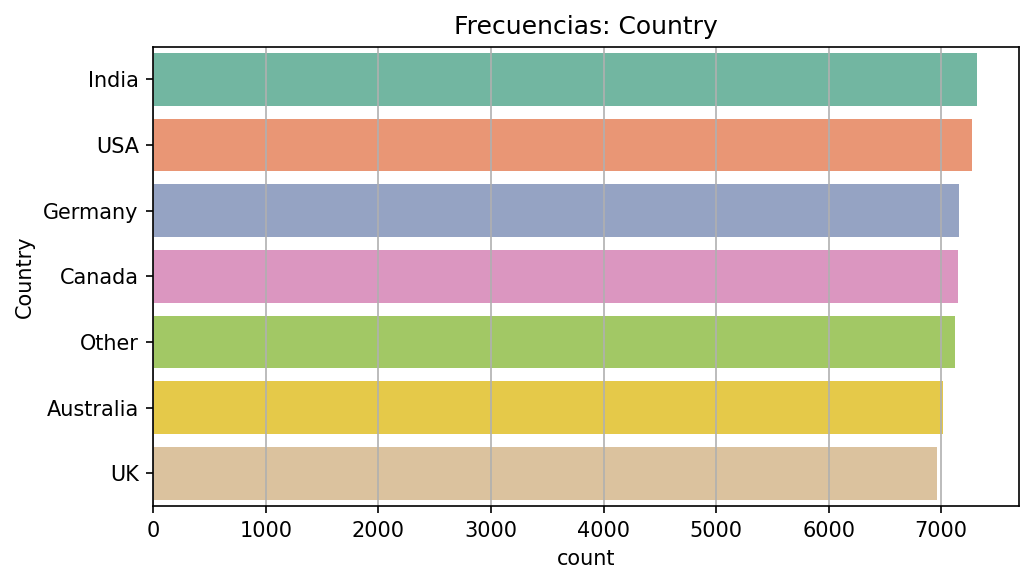 Frecuencias: Country
Country
India
USA
Germany
Canada
Other
Australia
UK
0 1000 2000 3000 4000 5000 6000 7000
count